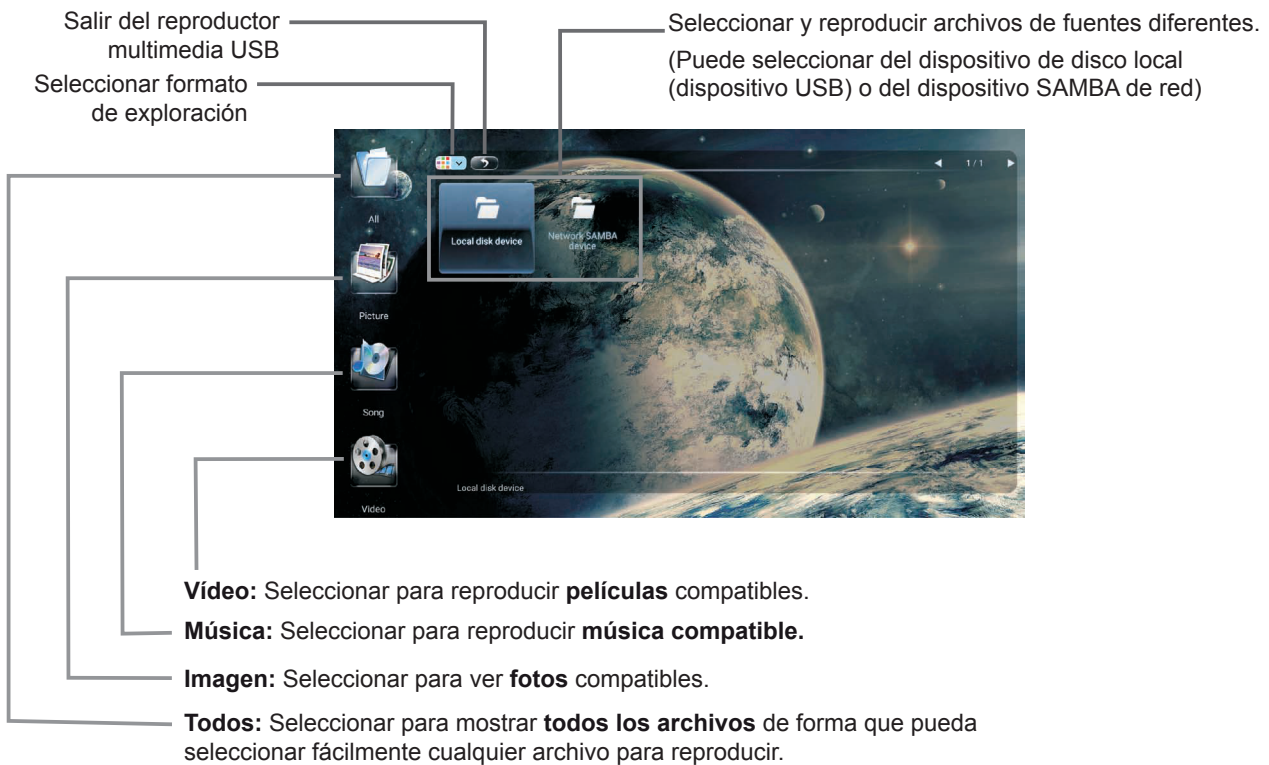 Salir del reproductor
multimedia USB
Seleccionar formato
de exploración
Seleccionar y reproducir archivos de fuentes diferentes.
(Puede seleccionar del dispositivo de disco local
(dispositivo USB) o del dispositivo SAMBA de red)
1 / 1
All
Local disk device
Network SAMBA
device
Picture
Song
Local disk device
Video
Vídeo: Seleccionar para reproducir películas compatibles.
Música: Seleccionar para reproducir música compatible.
Imagen: Seleccionar para ver fotos compatibles.
Todos: Seleccionar para mostrar todos los archivos de forma que pueda
seleccionar fácilmente cualquier archivo para reproducir.